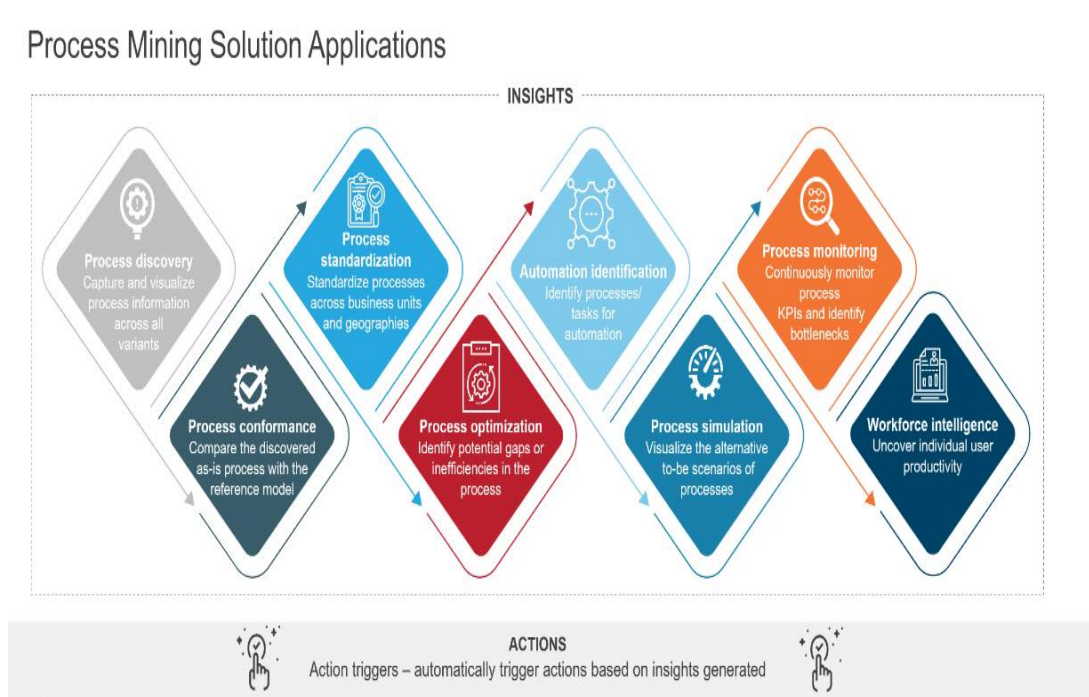 Process Mining Solution Applications
INSIGHTS
Process discovery
Capture and visualize
process information
across all
variants
Process conformance
Compare the discovered
as-is process with the
reference model
Process
standardization
Standardize processes
across business units
and geographies
Process optimization
Identify potential gaps or
inefficiencies in the
process
Automation identification
Identify processes/
tasks for
automation
Process simulation
Visualize the alternative
to-be scenarios of
processes
Process monitoring
Continuously monitor
process
KPIs and identify
bottlenecks
Workforce intelligence
Uncover individual user
productivity
ACTIONS
Action triggers – automatically trigger actions based on insights generated